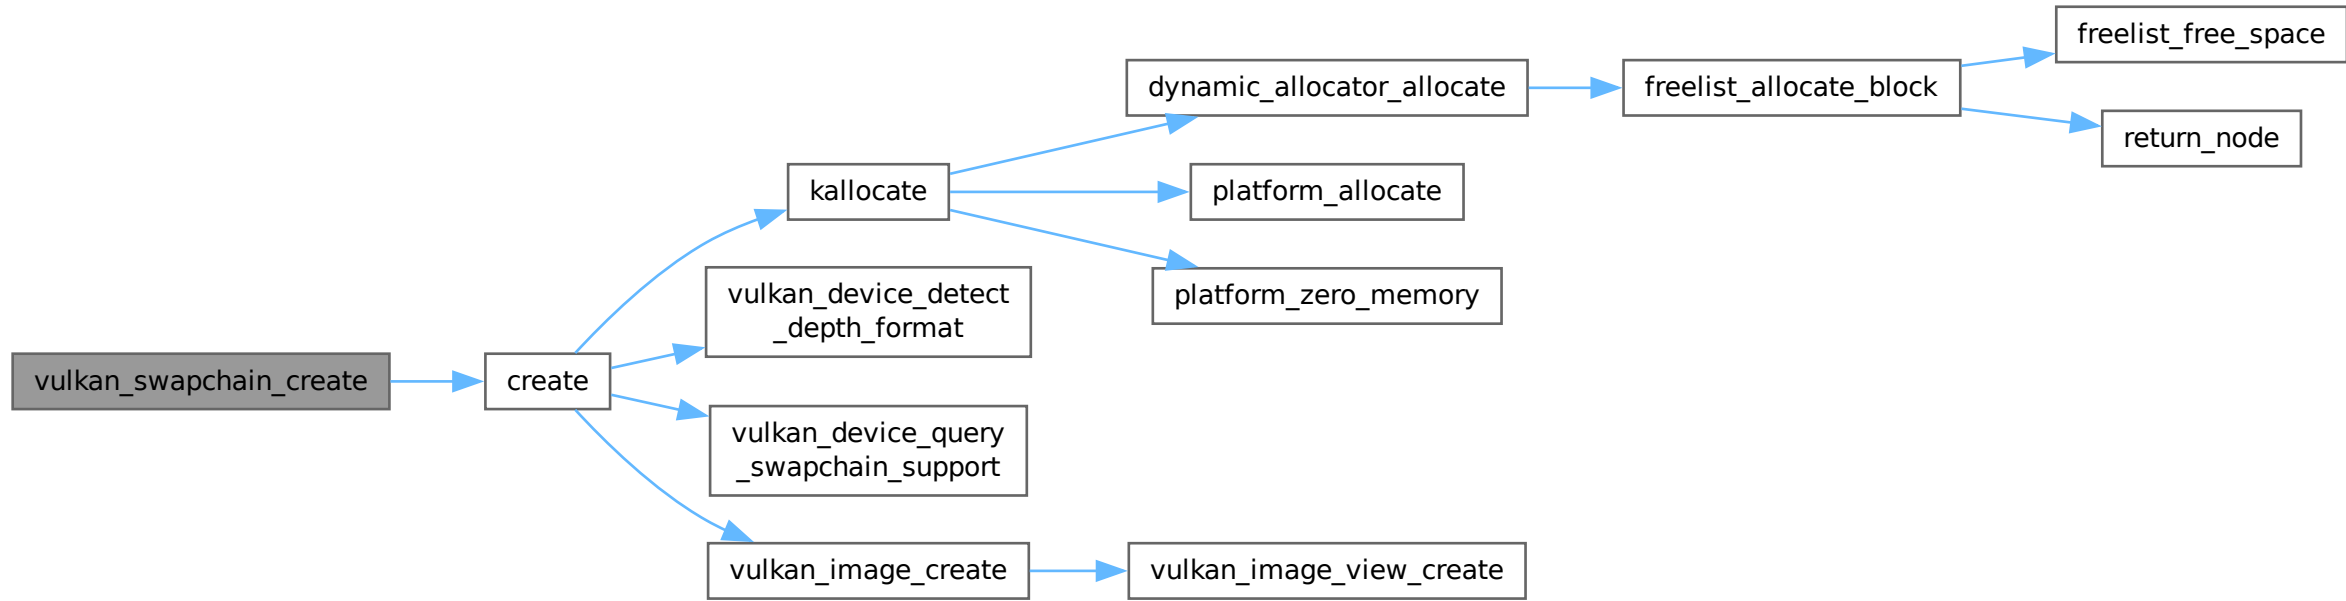 vulkan_swapchain_create
create
kallocate
dynamic_allocator_allocate
freelist_allocate_block
freelist_free_space
return_node
platform_allocate
platform_zero_memory
vulkan_device_detect
_depth_format
vulkan_device_query
_swapchain_support
vulkan_image_create
vulkan_image_view_create